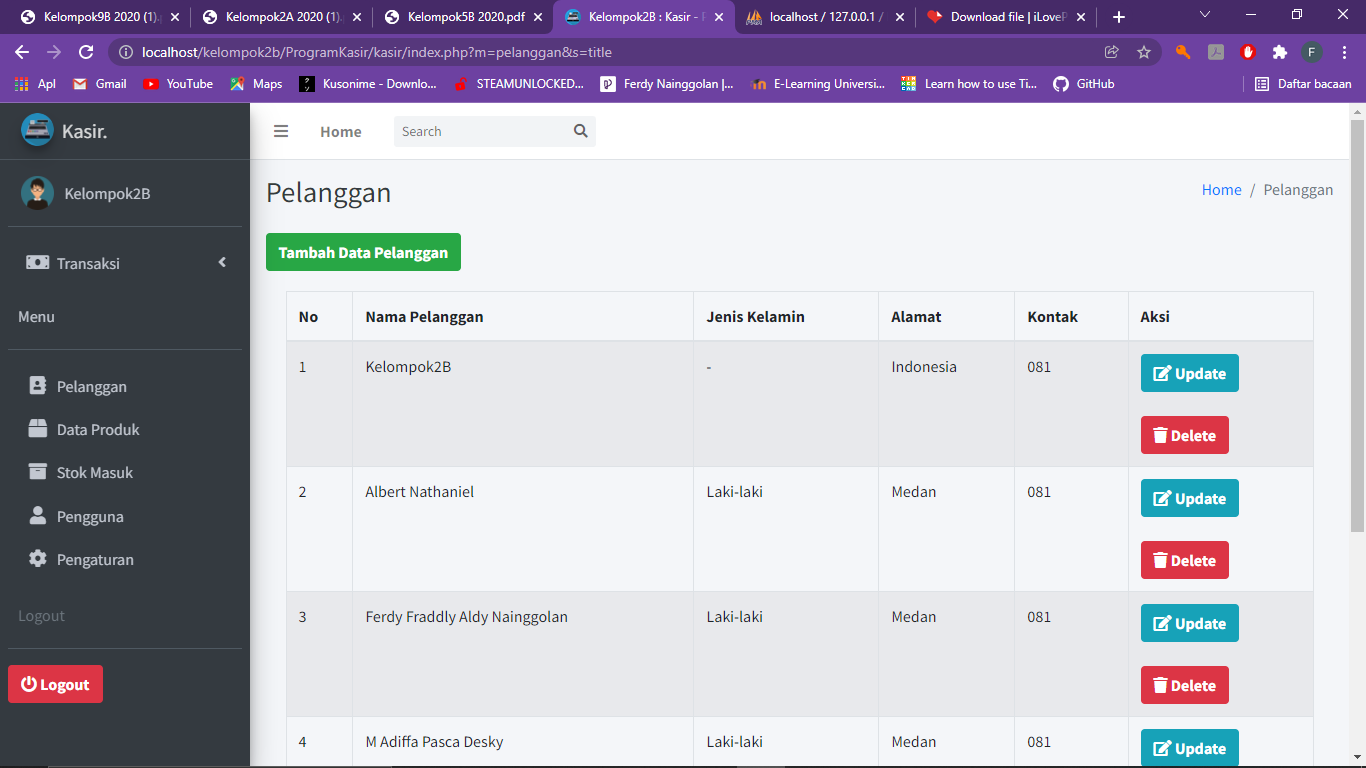 Kelompok9B 2020 (1).
Kelompok2A 2020 (1).
Kelompok5B 2020.pdf
Kelompok2B : Kasir -
localhost / 127.0.0.1 /
Download file | iLoveP
localhost/kelompok2b/ProgramKasir/kasir/index.php?m=pelanggan&s=title
F
Apl
Gmail
YouTube
Maps
Kusonime - Downlo...
STEAMUNLOCKED...
Ferdy Nainggolan |...
E-Learning Universi...
Learn how to use Ti...
GitHub
Daftar bacaan
Kasir.
Home
Search
Kelompok2B
Pelanggan
Home / Pelanggan
Transaksi
Tambah Data Pelanggan
Menu
Pelanggan
Data Produk
Stok Masuk
Pengguna
Pengaturan
Logout
Logout
No Nama Pelanggan Jenis Kelamin Alamat Kontak Aksi
1 Kelompok2B - Indonesia 081 Update
Delete
2 Albert Nathaniel Laki-laki Medan 081 Update
Delete
3 Ferdy Fraddly Aldy Nainggolan Laki-laki Medan 081 Update
Delete
4 M Adiffa Pasca Desky Laki-laki Medan 081 Update